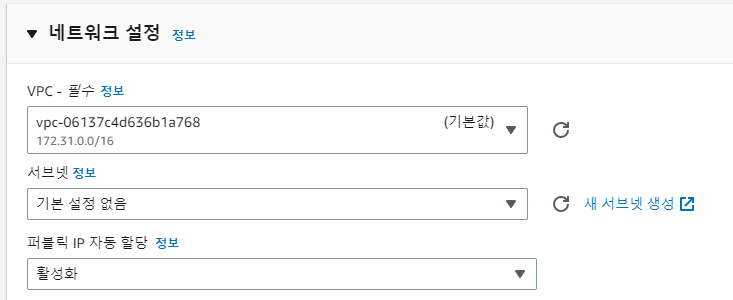 네트워크 설정 정보
VPC - 필수 정보
vpc-06137c4d636b1a768 (기본값)
172.31.0.0/16
서브넷 정보
기본 설정 없음
새 서브넷 생성
퍼블릭 IP 자동 할당 정보
활성화